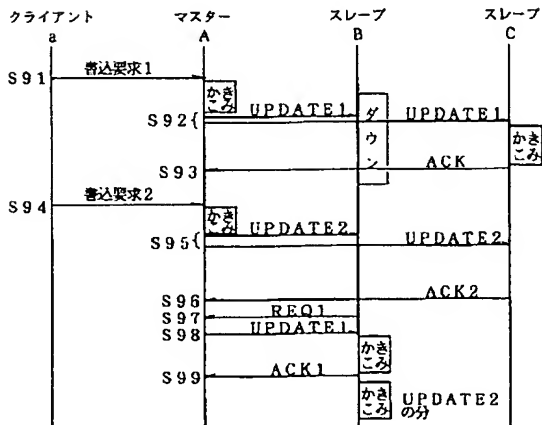 クライアント マスター スレーブ スレーブ
a A B C
S91 書込要求1
かきこみ
S92{ UPDATE1 ダウン UPDATE1
かきこみ
S93 ACK
S94 書込要求2
かきこみ
S95{ UPDATE2 UPDATE2
S96 ACK2
S97 REQ1
S98 UPDATE1
かきこみ
S99 ACK1
かきこみ UPDATE2
の分